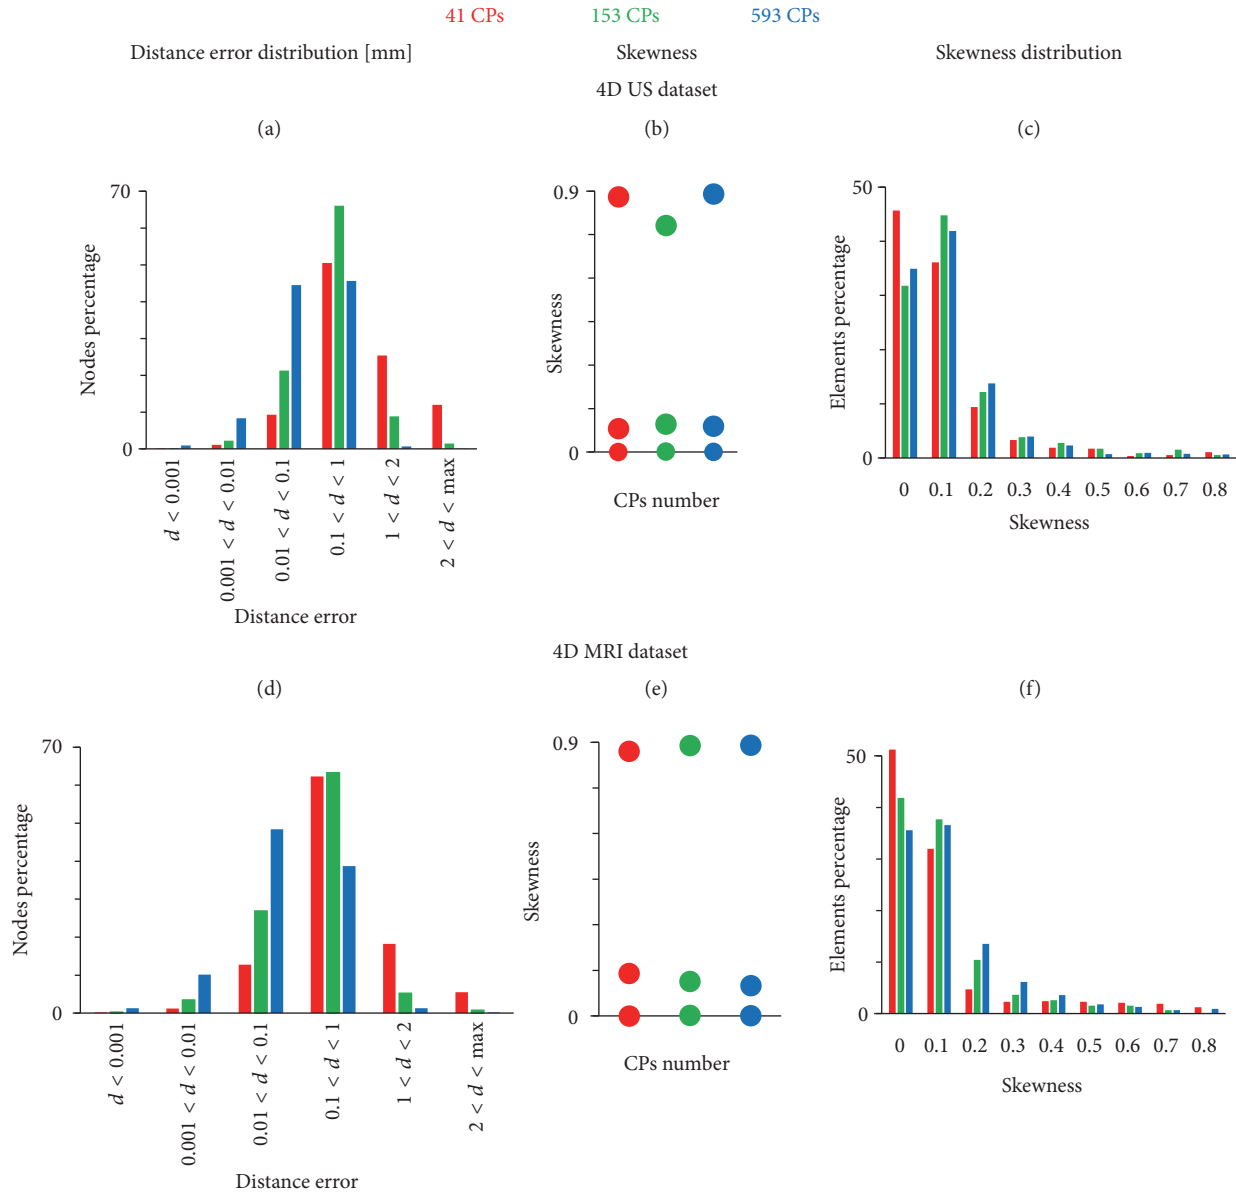 41 CPs 153 CPs 593 CPs
Distance error distribution [mm] Skewness Skewness distribution
4D US dataset
(a) (b) (c)
70
0
Nodes percentage
d < 0.001
0.001 < d < 0.01
0.01 < d < 0.1
0.1 < d < 1
1 < d < 2
2 < d < max
Distance error
0.9
0
Skewness
CPs number
50
0
Elements percentage
0 0.1 0.2 0.3 0.4 0.5 0.6 0.7 0.8
Skewness
4D MRI dataset
(d) (e) (f)
70
0
Nodes percentage
d < 0.001
0.001 < d < 0.01
0.01 < d < 0.1
0.1 < d < 1
1 < d < 2
2 < d < max
Distance error
0.9
0
Skewness
CPs number
50
0
Elements percentage
0 0.1 0.2 0.3 0.4 0.5 0.6 0.7 0.8
Skewness